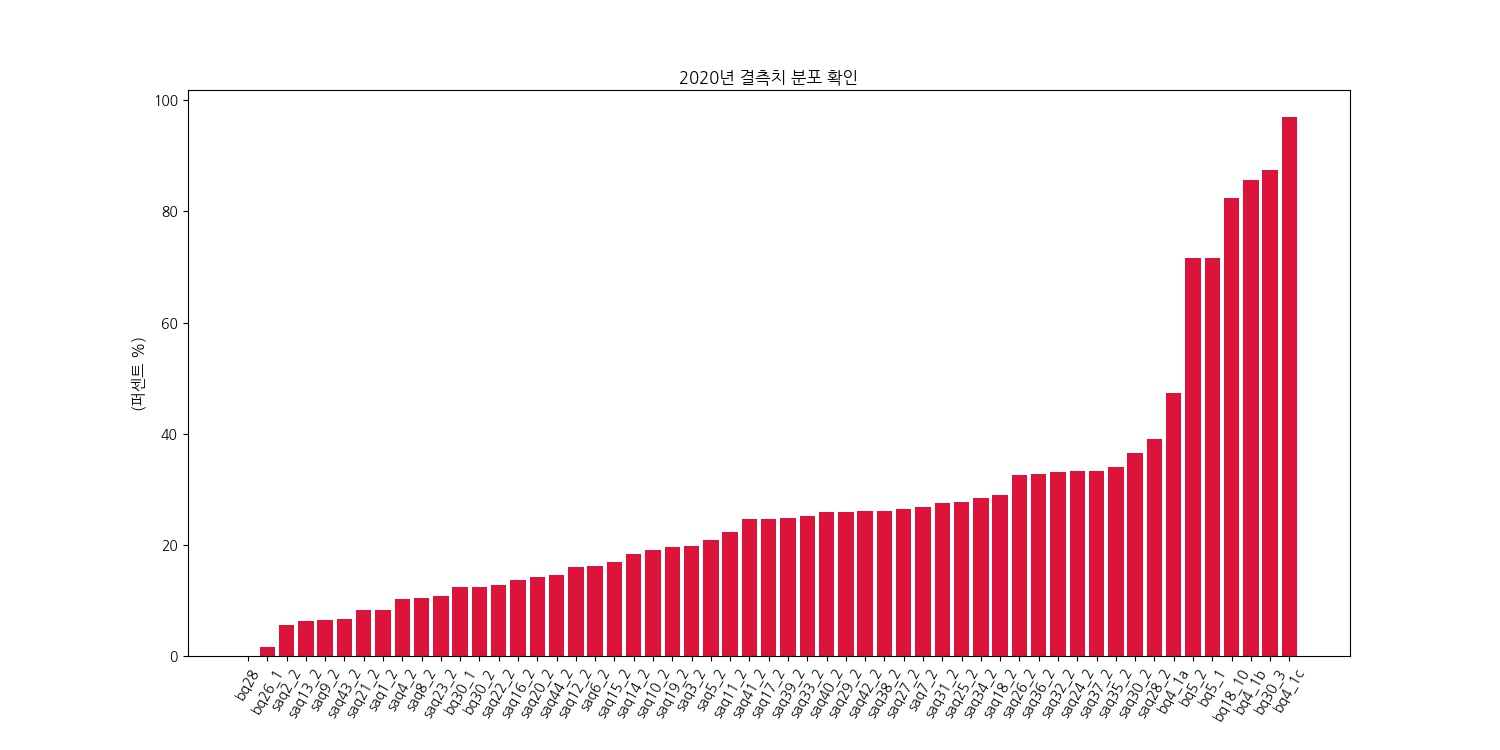 2020년 결측치 분포 확인
(퍼센트 %)
100
80
60
40
20
0
bq28
bq26_1
saq2_2
saq13_2
saq9_2
saq43_2
saq21_2
saq1_2
saq4_2
saq8_2
saq23_2
bq30_1
bq30_2
saq22_2
saq16_2
saq20_2
saq44_2
saq12_2
saq6_2
saq15_2
saq14_2
saq10_2
saq19_2
saq3_2
saq5_2
saq11_2
saq41_2
saq17_2
saq39_2
saq33_2
saq40_2
saq29_2
saq42_2
saq38_2
saq27_2
saq7_2
saq31_2
saq25_2
saq34_2
saq18_2
saq26_2
saq36_2
saq32_2
saq24_2
saq37_2
saq35_2
saq30_2
saq28_2
bq4_1a
bq5_2
bq5_1
bq18_10
bq4_1b
bq30_3
bq4_1c